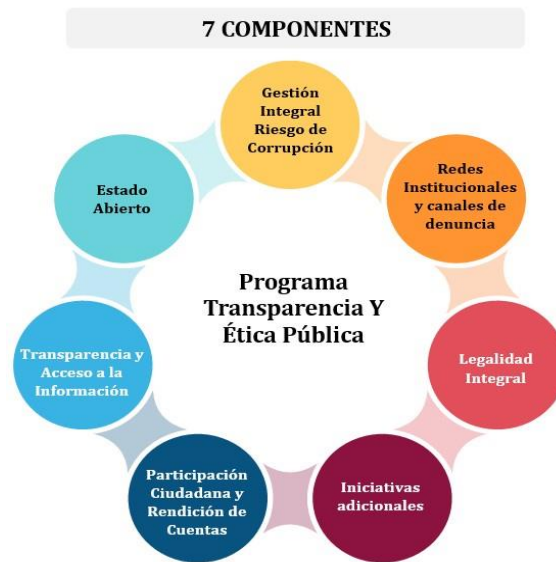 7 COMPONENTES
Gestión
Integral
Riesgo de
Corrupción
Redes
Institucionales
y canales de
denuncia
Legalidad
Integral
Iniciativas
adicionales
Participación
Ciudadana y
Rendición de
Cuentas
Transparencia y
Acceso a la
Información
Estado
Abierto
Programa
Transparencia Y
Ética Pública